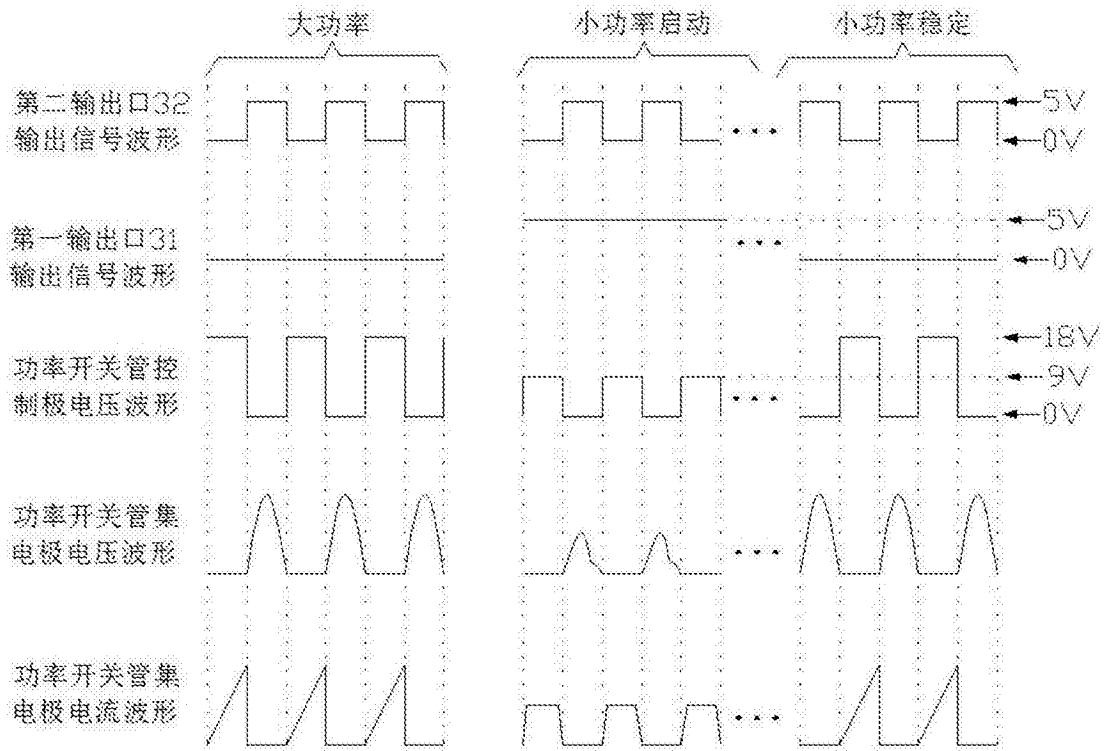 大功率 小功率启动 小功率稳定
第二输出口32
输出信号波形
5V
0V
第一输出口31
输出信号波形
5V
0V
功率开关管控
制极电压波形
18V
9V
0V
功率开关管集
电极电压波形
功率开关管集
电极电流波形